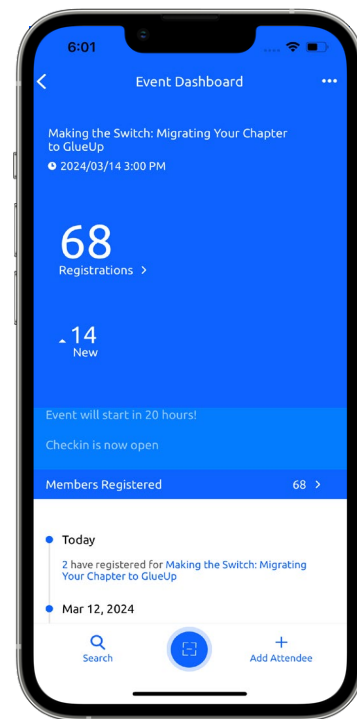 6:01
Event Dashboard
Making the Switch: Migrating Your Chapter
to GlueUp
2024/03/14 3:00 PM
68
Registrations >
14
New
Event will start in 20 hours!
Checkin is now open
Members Registered 68 >
Today
2 have registered for Making the Switch: Migrating
Your Chapter to GlueUp
Mar 12, 2024
Search
Add Attendee